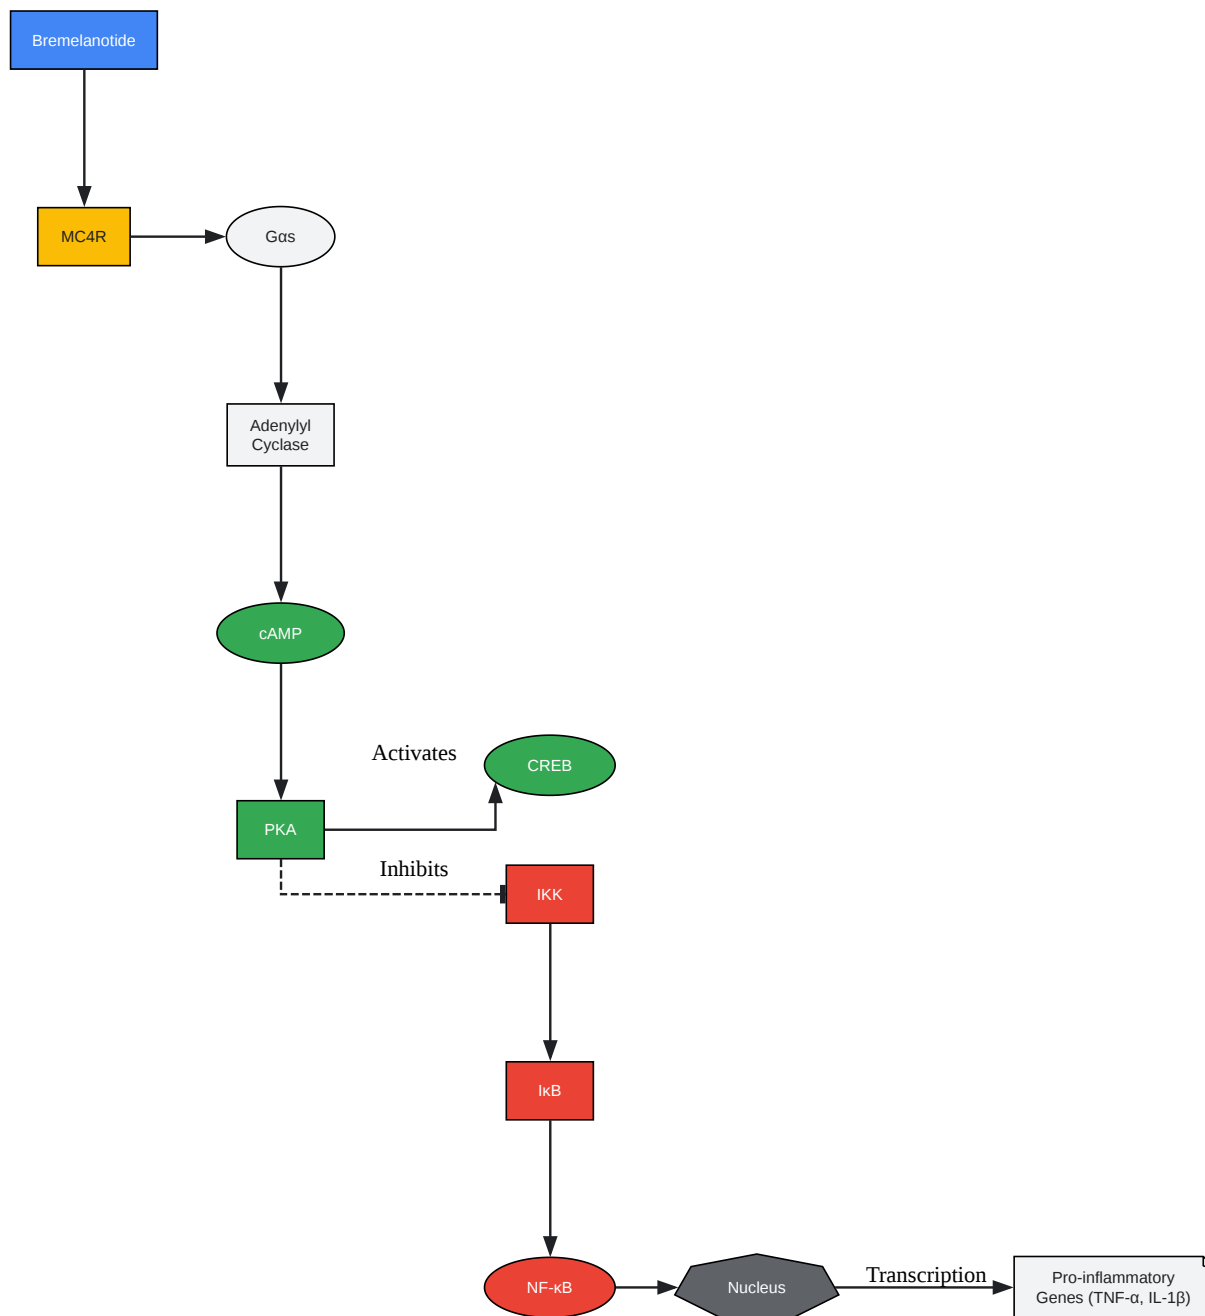 Bremelanotide
MC4R
Gαs
Adenylyl
Cyclase
cAMP
Activates
CREB
PKA
Inhibits
IKK
IκB
NF-κB
Nucleus
Transcription
Pro-inflammatory
Genes (TNF-α, IL-1β)